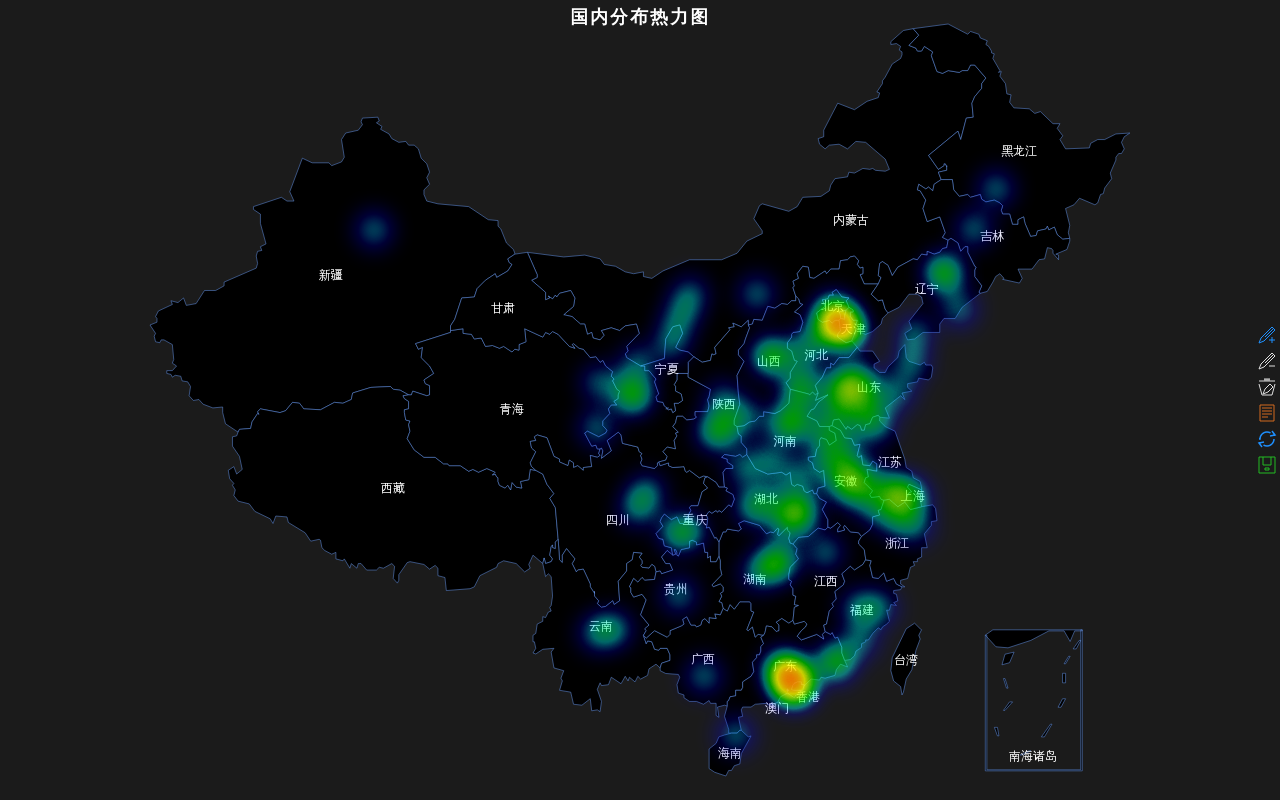 国内分布热力图
黑龙江
内蒙古
吉林
新疆
辽宁
甘肃
北京
天津
河北
山西
宁夏
山东
陕西
青海
河南
江苏
西藏
安徽
上海
湖北
四川
重庆
浙江
湖南
江西
贵州
福建
云南
广西
台湾
广东
香港
澳门
海南
南海诸岛